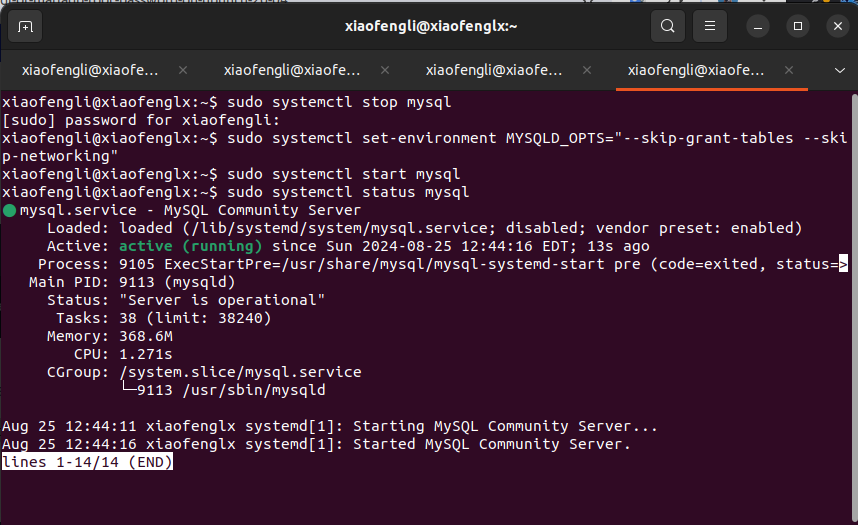 xiaofengli@xiaofenglx:~
xiaofengli@xiaofe... xiaofengli@xiaofe... xiaofengli@xiaofe... xiaofengli@xiaofe...
xiaofengli@xiaofenglx:~$ sudo systemctl stop mysql
[sudo] password for xiaofengli:
xiaofengli@xiaofenglx:~$ sudo systemctl set-environment MYSQLD_OPTS="--skip-grant-tables --ski
p-networking"
xiaofengli@xiaofenglx:~$ sudo systemctl start mysql
xiaofengli@xiaofenglx:~$ sudo systemctl status mysql
● mysql.service - MySQL Community Server
     Loaded: loaded (/lib/systemd/system/mysql.service; disabled; vendor preset: enabled)
     Active: active (running) since Sun 2024-08-25 12:44:16 EDT; 13s ago
    Process: 9105 ExecStartPre=/usr/share/mysql/mysql-systemd-start pre (code=exited, status=>
   Main PID: 9113 (mysqld)
     Status: "Server is operational"
      Tasks: 38 (limit: 38240)
     Memory: 368.6M
        CPU: 1.271s
     CGroup: /system.slice/mysql.service
             └─9113 /usr/sbin/mysqld
Aug 25 12:44:11 xiaofenglx systemd[1]: Starting MySQL Community Server...
Aug 25 12:44:16 xiaofenglx systemd[1]: Started MySQL Community Server.
lines 1-14/14 (END)